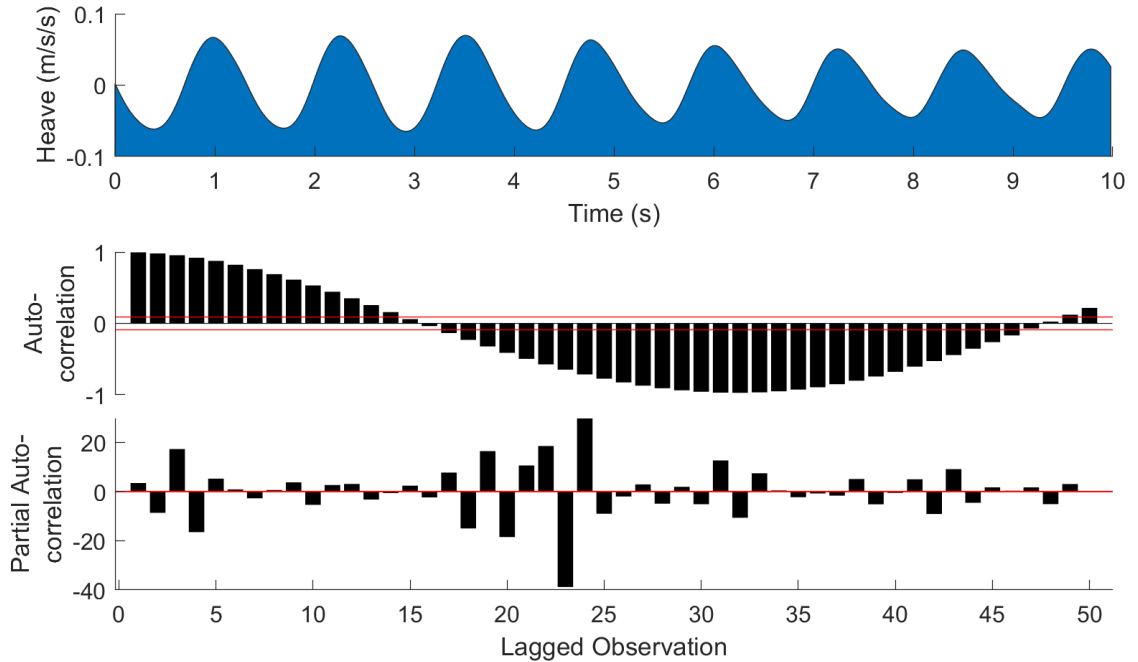 Heave (m/s/s)
0.1
0
-0.1
0 1 2 3 4 5 6 7 8 9 10
Time (s)
Auto-
correlation
1
0
-1
Partial Auto-
correlation
20
0
-20
-40
0 5 10 15 20 25 30 35 40 45 50
Lagged Observation